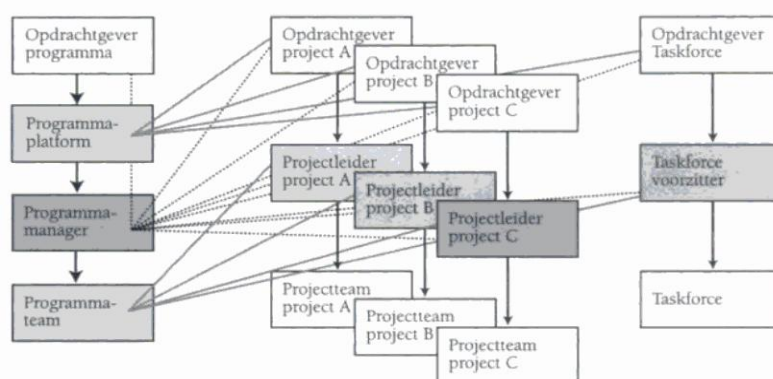 Opdrachtgever
programma
Opdrachtgever
project A
Opdrachtgever
project B
Opdrachtgever
project C
Opdrachtgever
Taskforce
Programma-
platform
Projectleider
project A
Projectleider
project B
Projectleider
project C
Taskforce
voorzitter
Programma-
manager
Programma-
team
Projectteam
project A
Projectteam
project B
Projectteam
project C
Taskforce